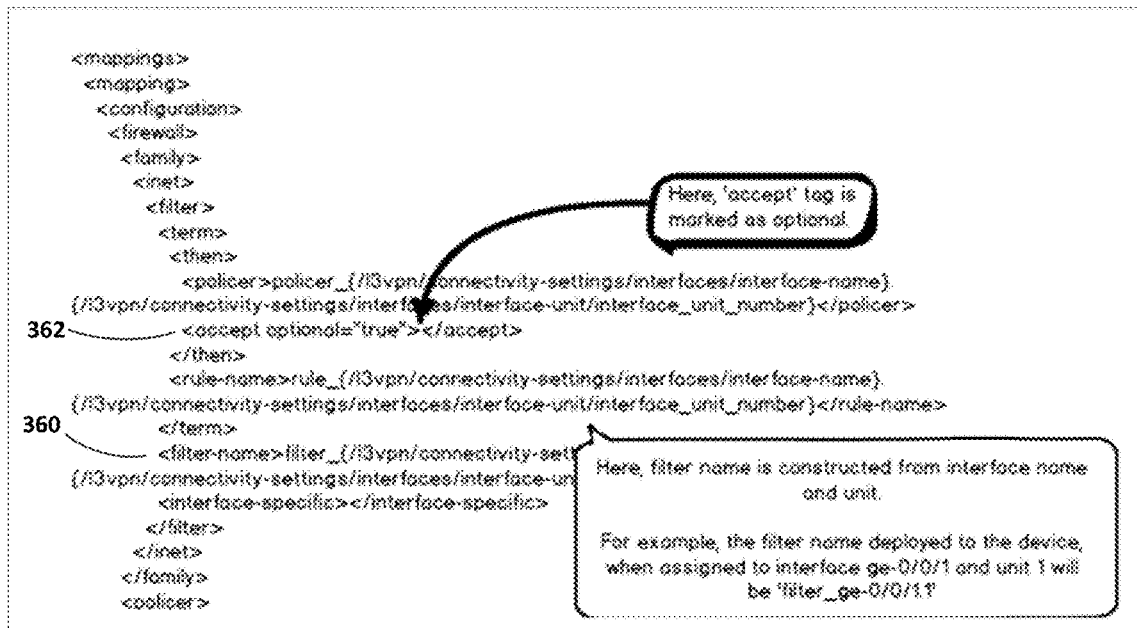 <mappings>
<mapping>
<configuration>
<firewall>
<family>
<inet>
<filter>
<term>
<then>
<policer>policer_{/l3vpn/connectivity-settings/interfaces/interface-name}.
{/l3vpn/connectivity-settings/interfaces/interface-unit/interface_unit_number}</policer>
362
<accept optional="true"></accept>
</then>
<rule-name>rule_{/l3vpn/connectivity-settings/interfaces/interface-name}.
{/l3vpn/connectivity-settings/interfaces/interface-unit/interface_unit_number}</rule-name>
360
</term>
<filter-name>filter_{/l3vpn/connectivity-sett
{/l3vpn/connectivity-settings/interfaces/interface-un
<interface-specific></interface-specific>
</filter>
</inet>
</family>
<policer>
Here, 'accept' tag is
marked as optional.
Here, filter name is constructed from interface name
and unit.
For example, the filter name deployed to the device,
when assigned to interface ge-0/0/1 and unit 1 will
be 'filter_ge-0/0/1.1'